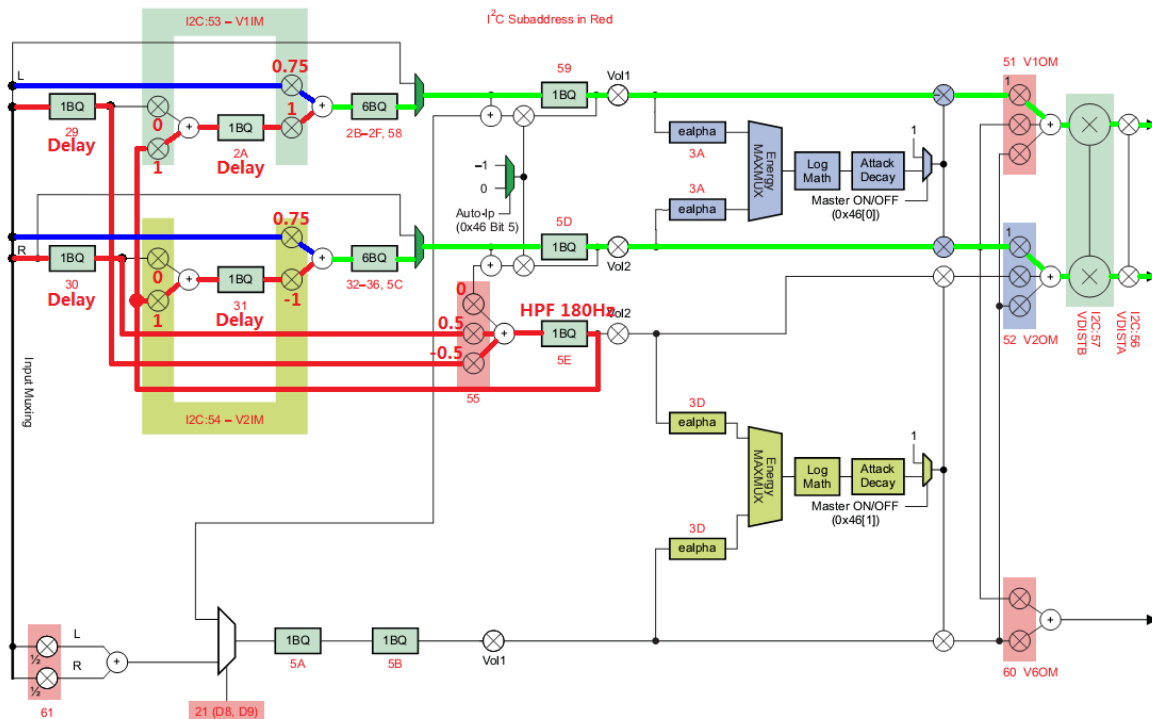 I²C Subaddress in Red
I2C:53 – V1IM
L
0.75
1BQ
29
Delay
0
1
1BQ
2A
Delay
1
6BQ
2B–2F, 58
59
1BQ
Vol1
–1
0
Auto-lp
(0x46 Bit 5)
ealpha
3A
3A
ealpha
Energy
MAXMUX
Log
Math
Attack
Decay
1
Master ON/OFF
(0x46[0])
51 V1OM
1
R
0.75
1BQ
30
Delay
0
1
1BQ
31
Delay
-1
6BQ
32–36, 5C
5D
1BQ
Vol2
I2C:54 – V2IM
0
0.5
-0.5
55
HPF 180Hz
1BQ
5E
Vol2
1
52 V2OM
I2C:57
VDISTB
I2C:56
VDISTA
Input Muxing
3D
ealpha
3D
ealpha
Energy
MAXMUX
Log
Math
Attack
Decay
1
Master ON/OFF
(0x46[1])
L
½
R
½
61
21 (D8, D9)
1BQ
5A
1BQ
5B
Vol1
60 V6OM